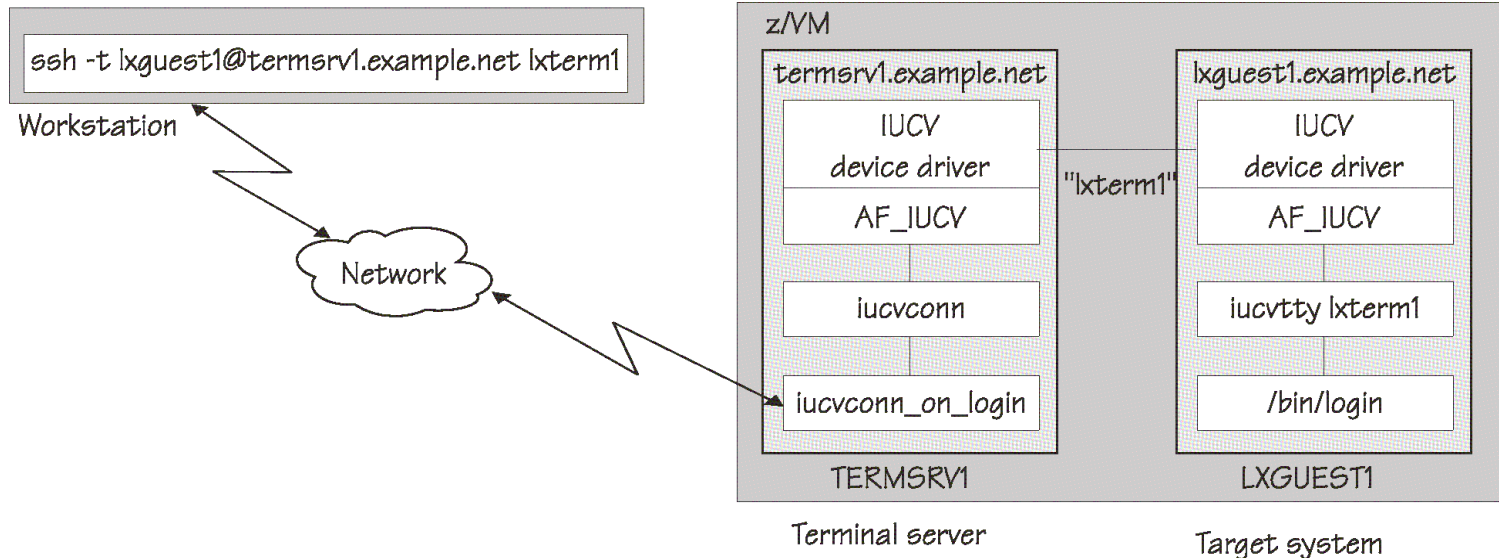 ssh -t lxguest1@termsrv1.example.net lxterm1
Workstation
Network
z/VM
termsrv1.example.net
IUCV
device driver
AF_IUCV
iucvconn
iucvconn_on_login
TERMSRV1
Terminal server
"lxterm1"
lxguest1.example.net
IUCV
device driver
AF_IUCV
iucvtty lxterm1
/bin/login
LXGUEST1
Target system